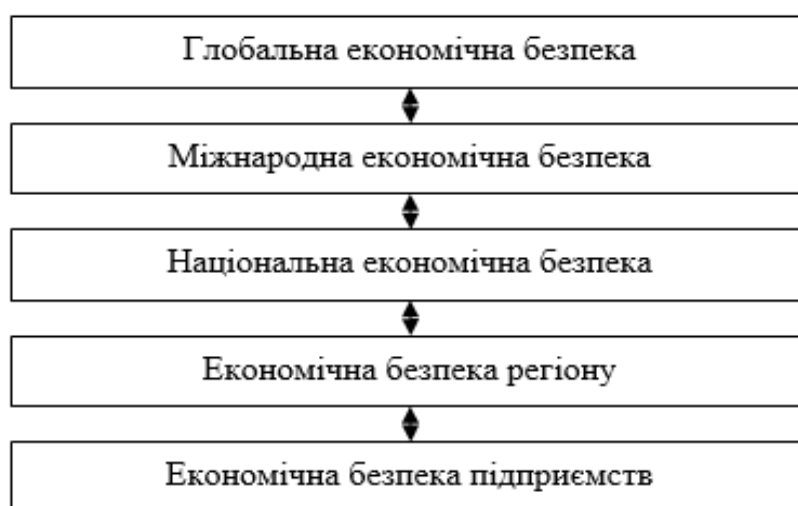 Глобальна економічна безпека
Міжнародна економічна безпека
Національна економічна безпека
Економічна безпека регіону
Економічна безпека підприємств